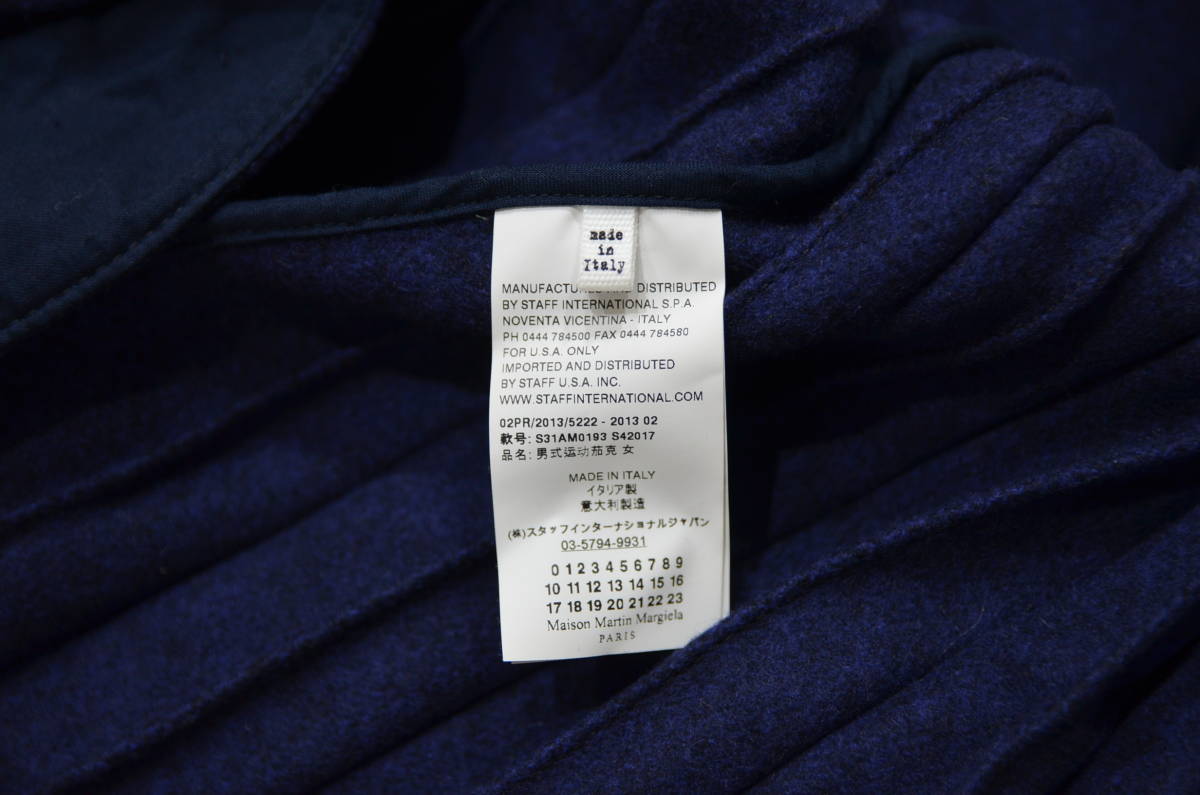 made
in
Italy
MANUFACTURED AND DISTRIBUTED
BY STAFF INTERNATIONAL S.P.A.
NOVENTA VICENTINA - ITALY
PH 0444 784500 FAX 0444 784580
FOR U.S.A. ONLY
IMPORTED AND DISTRIBUTED
BY STAFF U.S.A. INC.
WWW.STAFFINTERNATIONAL.COM
02PR/2013/5222 - 2013 02
款号: S31AM0193 S42017
品名: 男式运动茄克 女
MADE IN ITALY
イタリア製
意大利製造
(株)スタッフインターナショナルジャパン
03-5794-9931
0 1 2 3 4 5 6 7 8 9
10 11 12 13 14 15 16
17 18 19 20 21 22 23
Maison Martin Margiela
PARIS